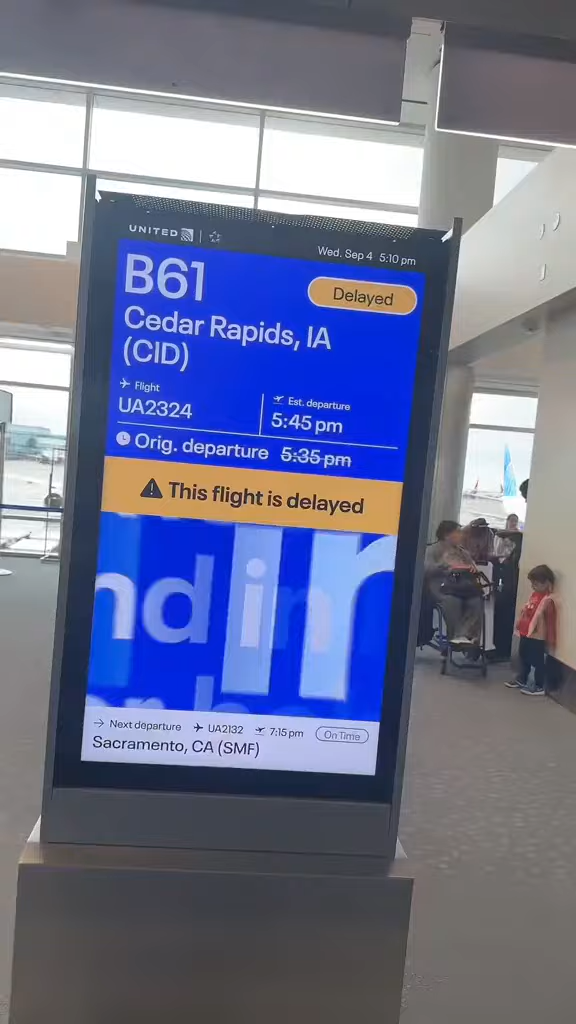 UNITED
Wed, Sep 4 5:10 pm
B61
Delayed
Cedar Rapids, IA
(CID)
Flight
UA2324
Est. departure
5:45 pm
Orig. departure 5:35 pm
This flight is delayed
nd in
Next departure UA2132 7:15 pm On Time
Sacramento, CA (SMF)